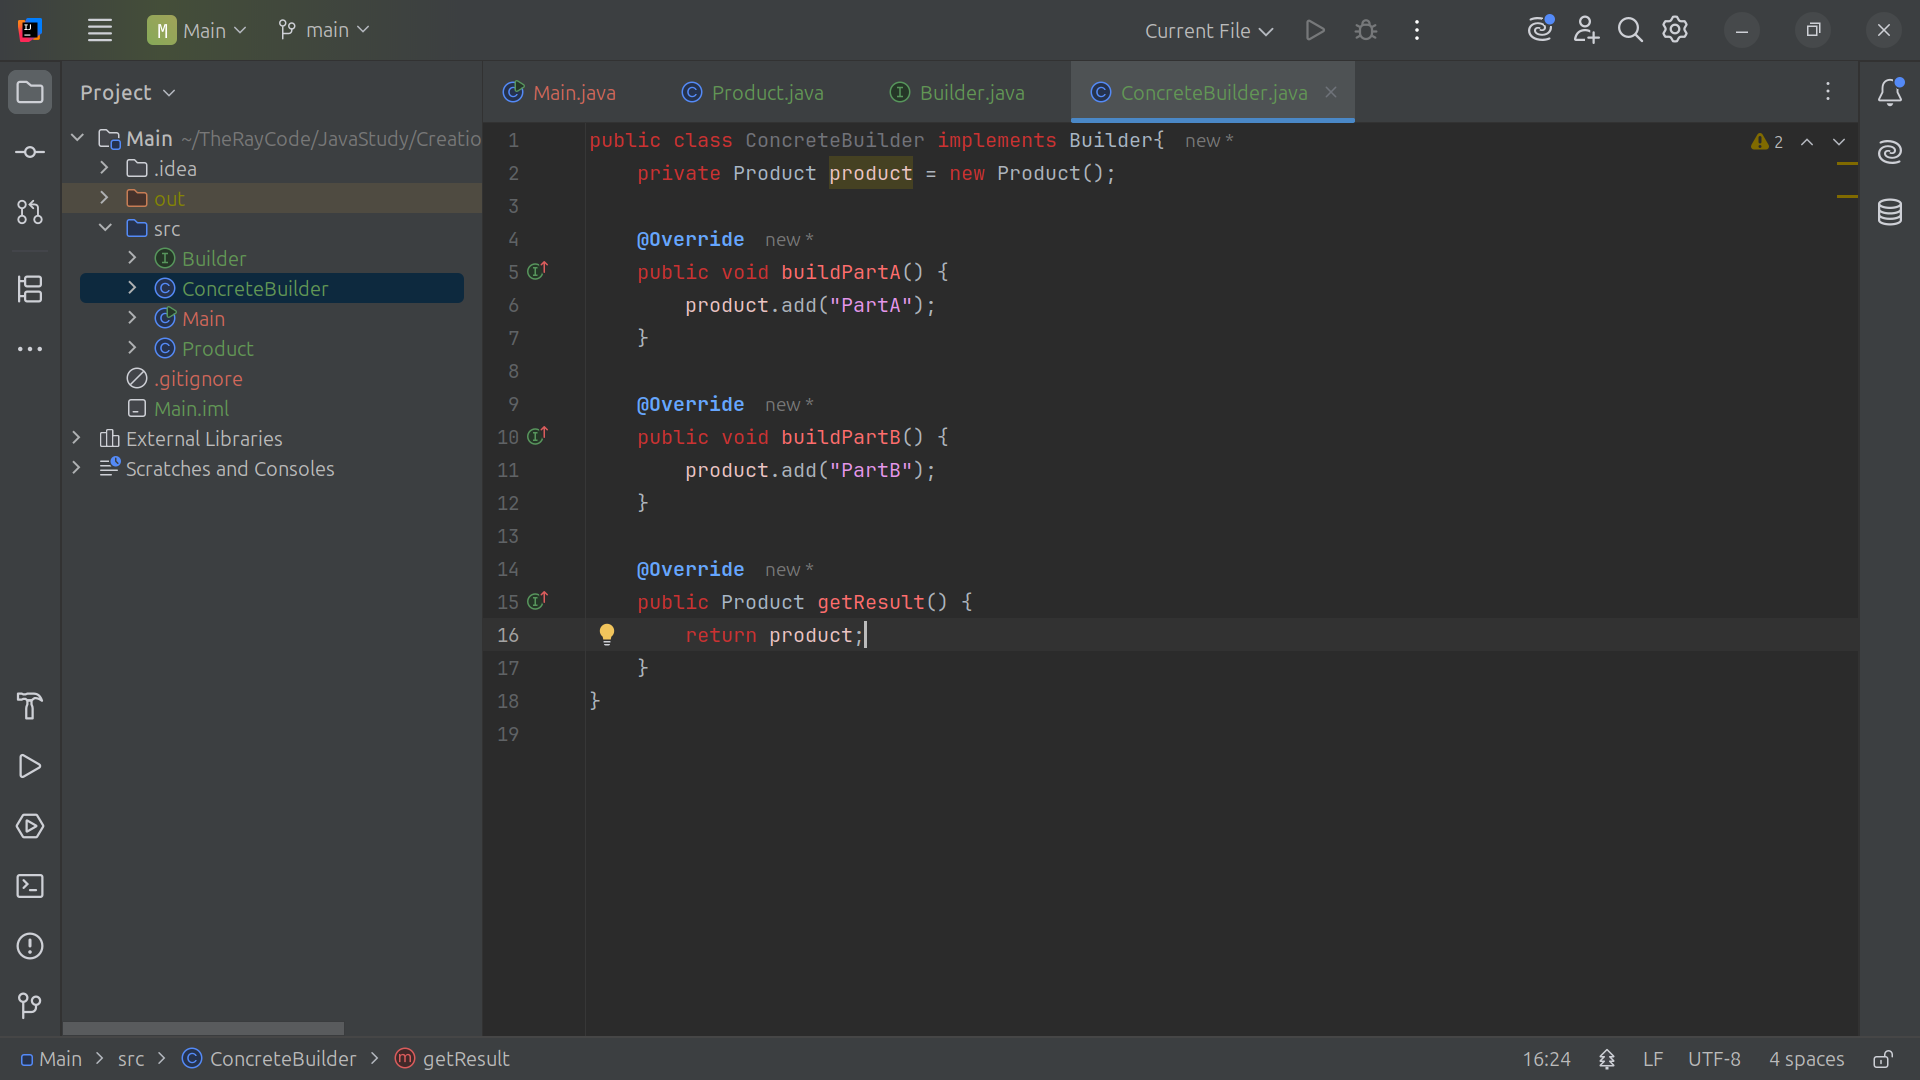 M Main main Current File
Project
Main ~/TheRayCode/JavaStudy/Creatio
.idea
out
src
Builder
ConcreteBuilder
Main
Product
.gitignore
Main.iml
External Libraries
Scratches and Consoles
Main.java Product.java Builder.java ConcreteBuilder.java
1 public class ConcreteBuilder implements Builder{ new *
2 private Product product = new Product();
3
4 @Override new *
5 public void buildPartA() {
6 product.add("PartA");
7 }
8
9 @Override new *
10 public void buildPartB() {
11 product.add("PartB");
12 }
13
14 @Override new *
15 public Product getResult() {
16 return product;
17 }
18 }
19
2
Main > src > ConcreteBuilder > getResult 16:24 LF UTF-8 4 spaces